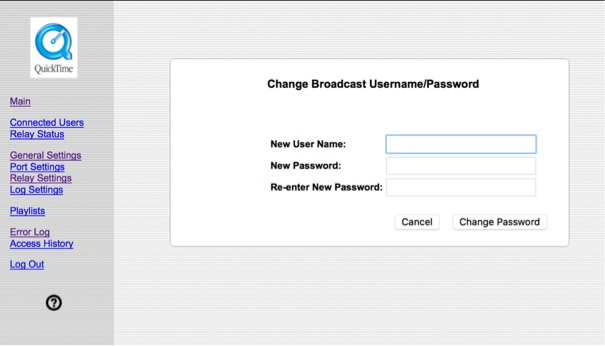 QuickTime
Main
Connected Users
Relay Status
General Settings
Port Settings
Relay Settings
Log Settings
Playlists
Error Log
Access History
Log Out
?
Change Broadcast Username/Password
New User Name:
New Password:
Re-enter New Password:
Cancel Change Password